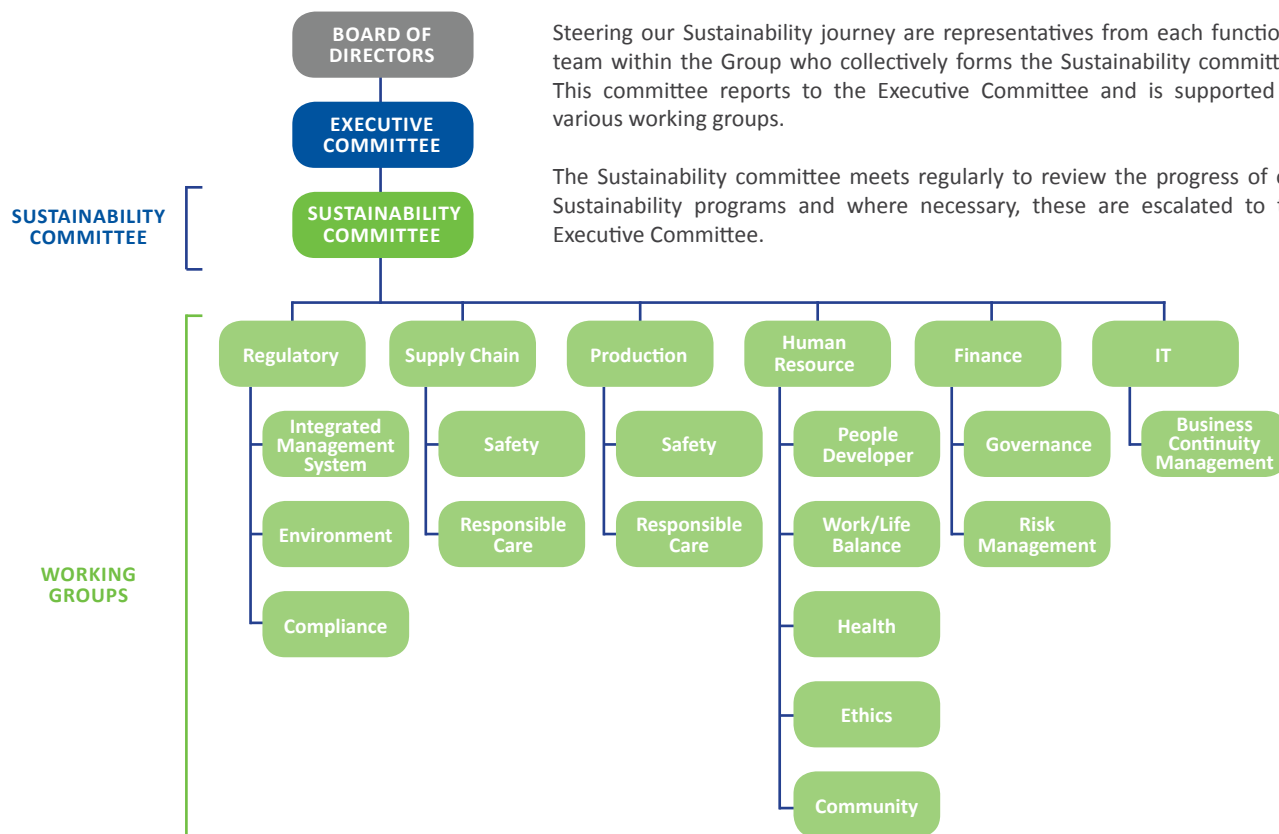 BOARD OF
DIRECTORS
EXECUTIVE
COMMITTEE
SUSTAINABILITY
COMMITTEE
SUSTAINABILITY
COMMITTEE
Steering our Sustainability journey are representatives from each functio
team within the Group who collectively forms the Sustainability committ
This committee reports to the Executive Committee and is supported
various working groups.
The Sustainability committee meets regularly to review the progress of
Sustainability programs and where necessary, these are escalated to
Executive Committee.
WORKING
GROUPS
Regulatory
Supply Chain
Production
Human
Resource
Finance
IT
Integrated
Management
System
Environment
Compliance
Safety
Responsible
Care
Safety
Responsible
Care
People
Developer
Work/Life
Balance
Health
Ethics
Community
Governance
Risk
Management
Business
Continuity
Management